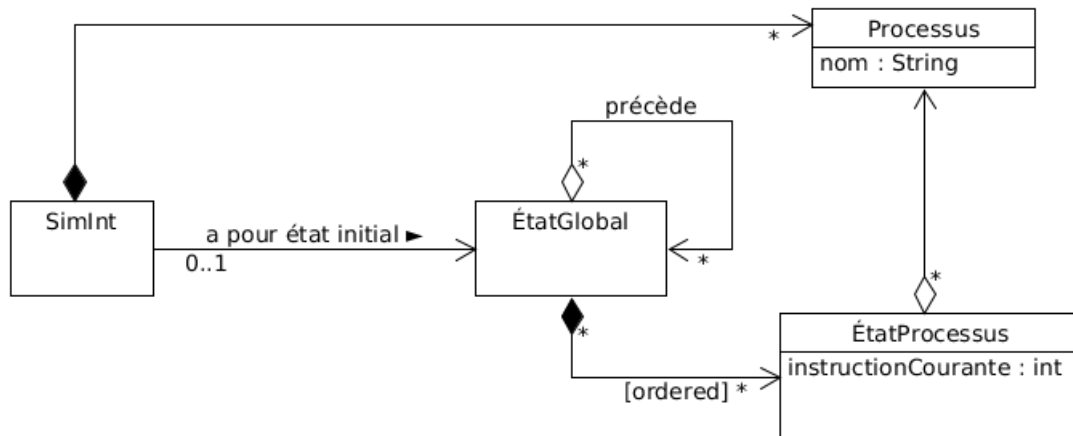 Processus
*
nom : String
précède
*
SimInt
ÉtatGlobal
a pour état initial ►
0..1
*
*
*
ÉtatProcessus
instructionCourante : int
[ordered] *